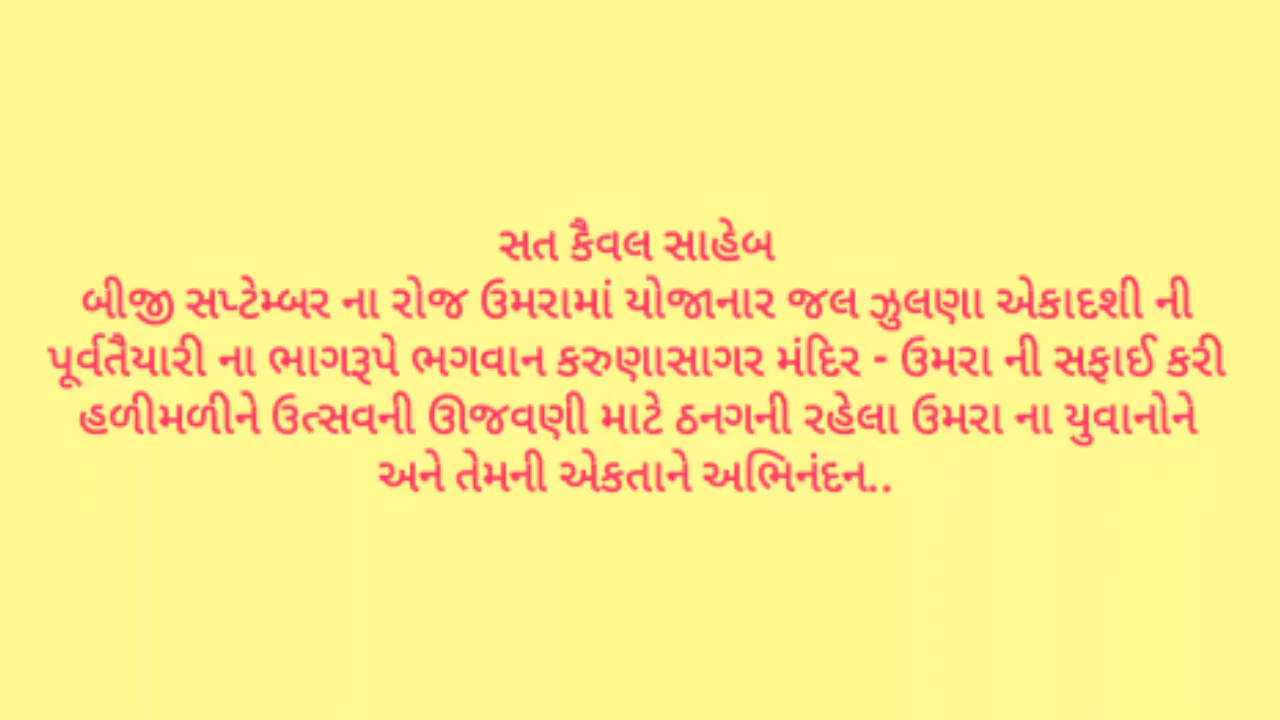 સત કૈવલ સાહેબ
બીજી સપ્ટેમ્બર ના રોજ ઉમરામાં યોજાનાર જલ ઝુલણા એકાદશી ની
પૂર્વતૈયારી ના ભાગરૂપે ભગવાન કરુણાસાગર મંદિર - ઉમરા ની સફાઈ કરી
હળીમળીને ઉત્સવની ઊજવણી માટે ઠનગની રહેલા ઉમરા ના યુવાનોને
અને તેમની એકતાને અભિનંદન..